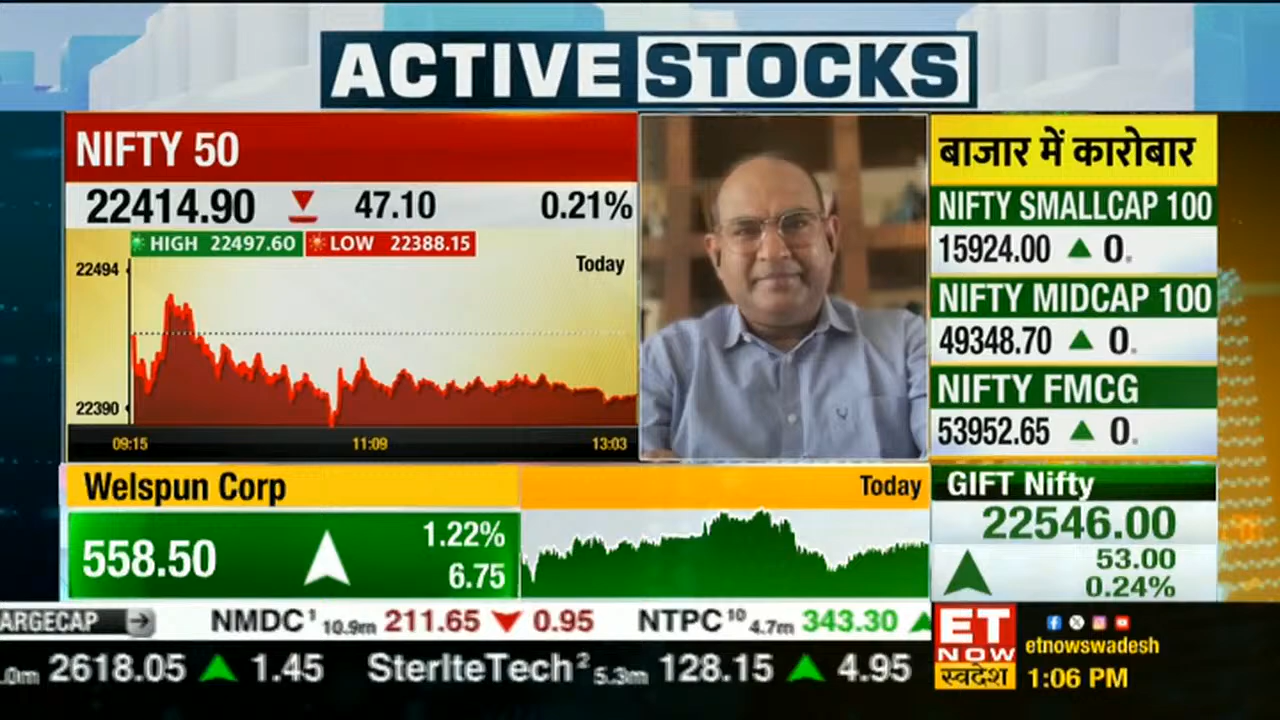 ACTIVE STOCKS
NIFTY 50
22414.90 47.10 0.21%
HIGH 22497.60 LOW 22388.15
Today
22494
22390
09:15 11:09 13:03
बाजार में कारोबार
NIFTY SMALLCAP 100
15924.00 0.
NIFTY MIDCAP 100
49348.70 0.
NIFTY FMCG
53952.65 0.
Welspun Corp
Today
558.50
1.22%
6.75
GIFT Nifty
22546.00
53.00
0.24%
ARGECAP NMDC¹ 10.9m 211.65 0.95 NTPC¹⁰ 4.7m 343.30
.0m 2618.05 1.45 SterlteTech² 5.3m 128.15 4.95
ET
NOW
स्वदेश
etnowswadesh
1:06 PM